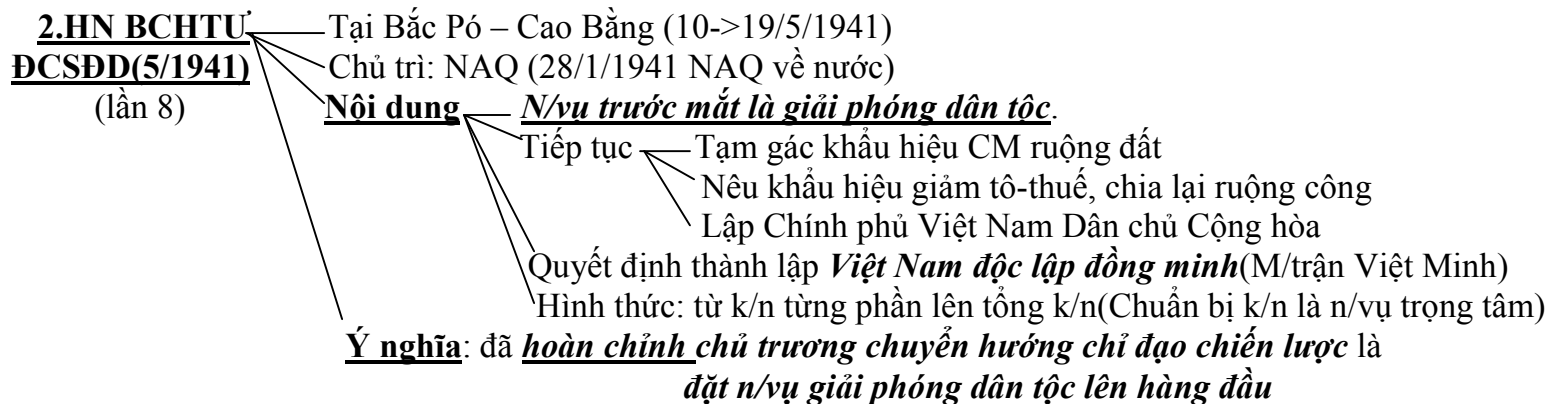 2.HN BCHTƯ Tại Bắc Pó – Cao Bằng (10->19/5/1941)
ĐCSĐD(5/1941) Chủ trì: NAQ (28/1/1941 NAQ về nước)
(lần 8) Nội dung N/vụ trước mắt là giải phóng dân tộc.
Tiếp tục Tạm gác khẩu hiệu CM ruộng đất
Nêu khẩu hiệu giảm tô-thuế, chia lại ruộng công
Lập Chính phủ Việt Nam Dân chủ Cộng hòa
Quyết định thành lập Việt Nam độc lập đồng minh(M/trận Việt Minh)
Hình thức: từ k/n từng phần lên tổng k/n(Chuẩn bị k/n là n/vụ trọng tâm)
Ý nghĩa: đã hoàn chỉnh chủ trương chuyển hướng chỉ đạo chiến lược là
đặt n/vụ giải phóng dân tộc lên hàng đầu